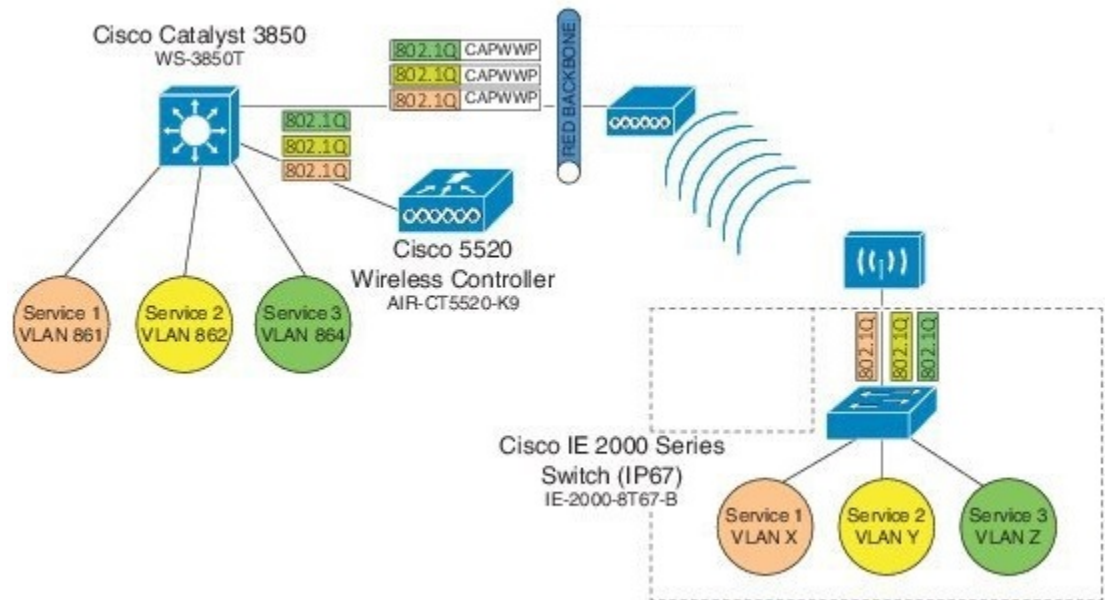 Cisco Catalyst 3850
WS-3850T
802.1Q CAPWWP
802.1Q CAPWWP
802.1Q CAPWWP
RED BACKBONE
802.1Q
802.1Q
802.1Q
Cisco 5520
Wireless Controller
AIR-CT5520-K9
Service 1
VLAN 861
Service 2
VLAN 862
Service 3
VLAN 864
802.1Q
802.1Q
802.1Q
Cisco IE 2000 Series
Switch (IP67)
IE-2000-8T67-B
Service 1
VLAN X
Service 2
VLAN Y
Service 3
VLAN Z